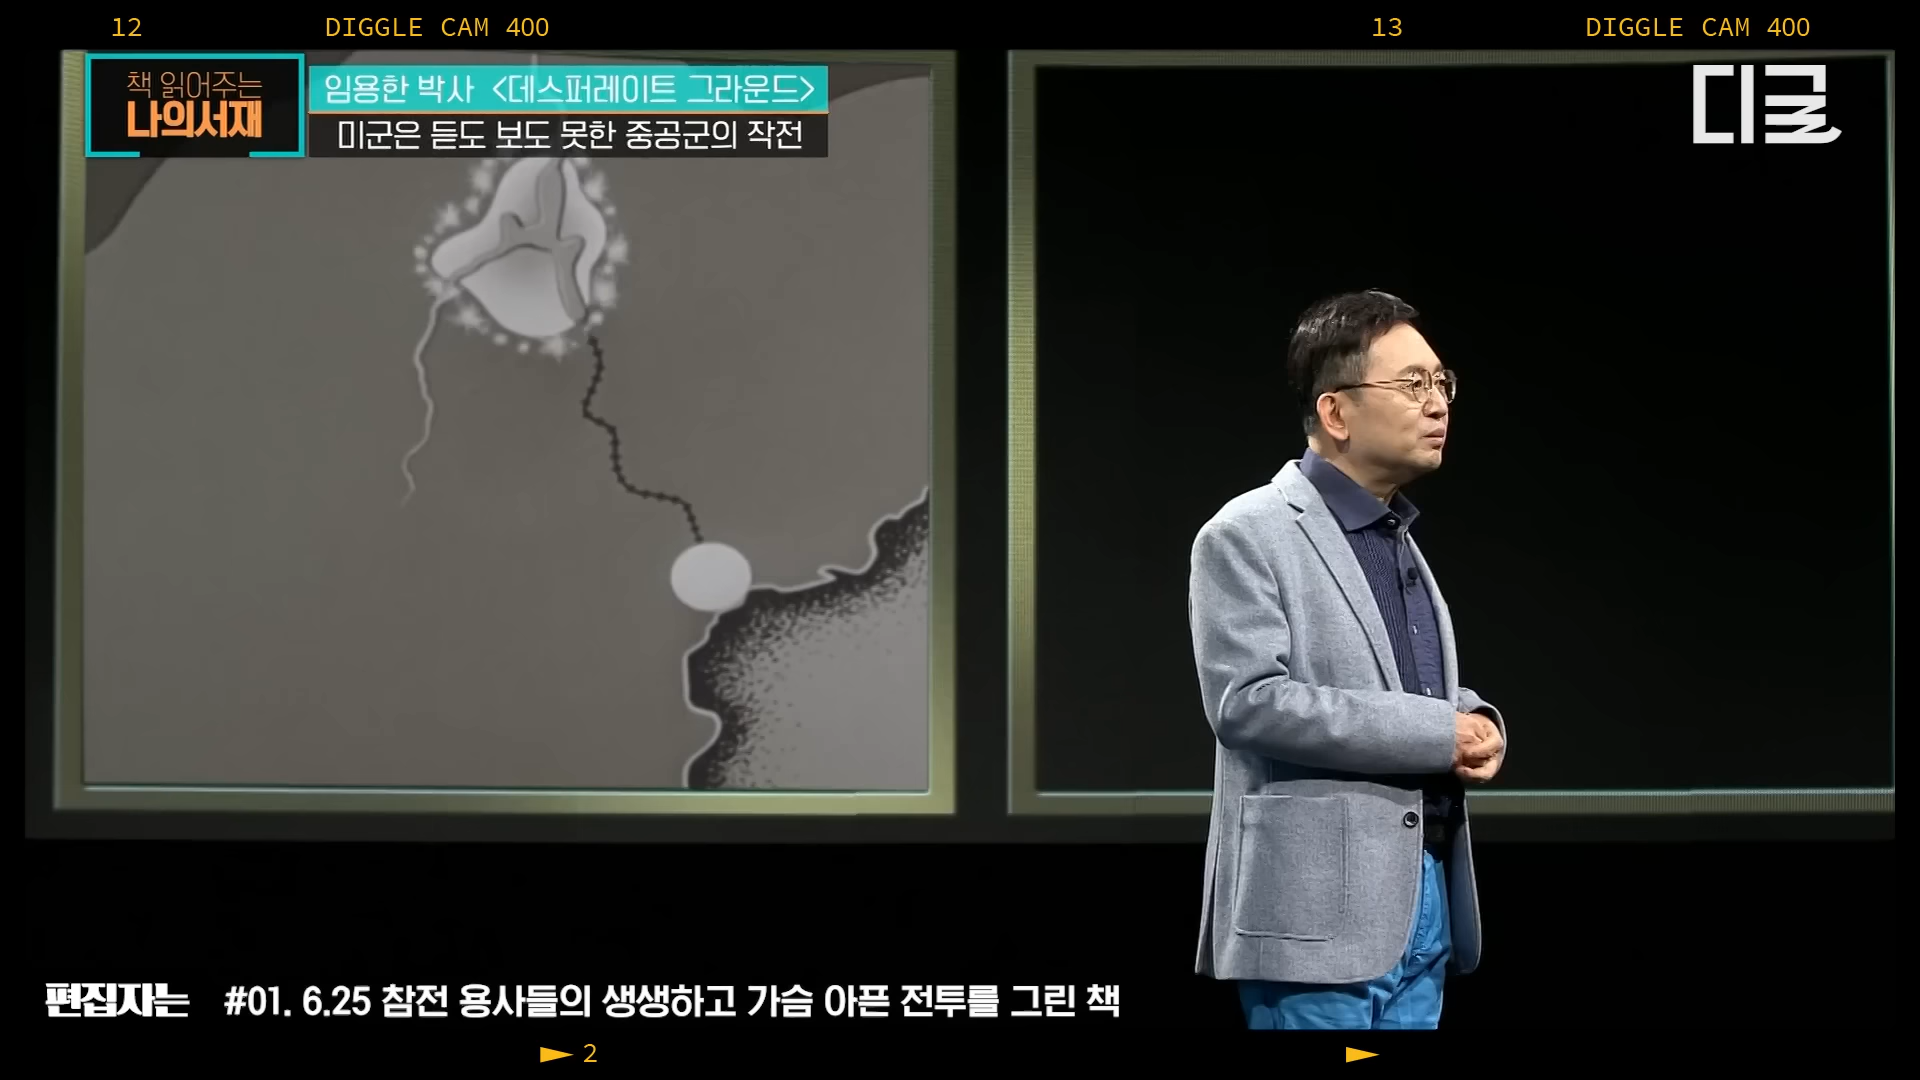 12
DIGGLE CAM 400
13
DIGGLE CAM 400
책 읽어주는
나의서재
임용한 박사 <데스퍼레이트 그라운드>
미군은 듣도 보도 못한 중공군의 작전
디글
편집자는 #01. 6.25 참전 용사들의 생생하고 가슴 아픈 전투를 그린 책
2